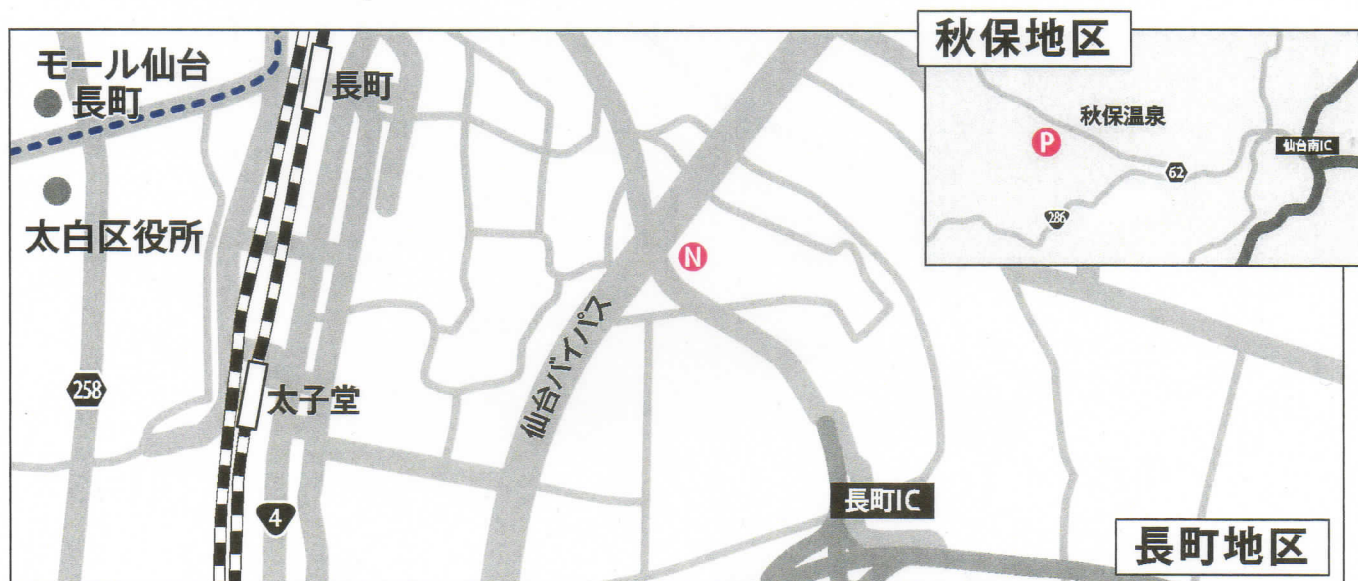 秋保地区
モール仙台
長町
長町
秋保温泉
P
仙台南IC
62
286
太白区役所
N
仙台バイパス
258
太子堂
長町IC
4
長町地区